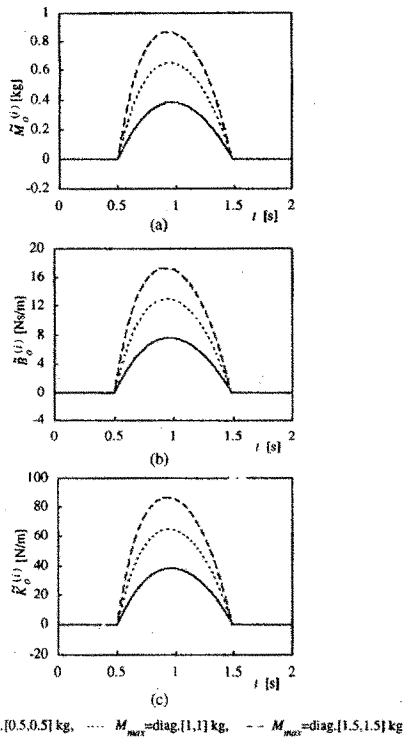 1
0.8
0.6
0.4
0.2
0
-0.2
M̃ₒ⁽ⁱ⁾ [kg]
0 0.5 1 1.5 2
t [s]
(a)
20
16
12
8
4
0
-4
B̃ₒ⁽ⁱ⁾ [Ns/m]
0 0.5 1 1.5 2
t [s]
(b)
100
80
60
40
20
0
-20
K̃ₒ⁽ⁱ⁾ [N/m]
0 0.5 1 1.5 2
t [s]
(c)
.[0.5,0.5] kg, M_max=diag.[1,1] kg, M_max=diag.[1.5,1.5] kg